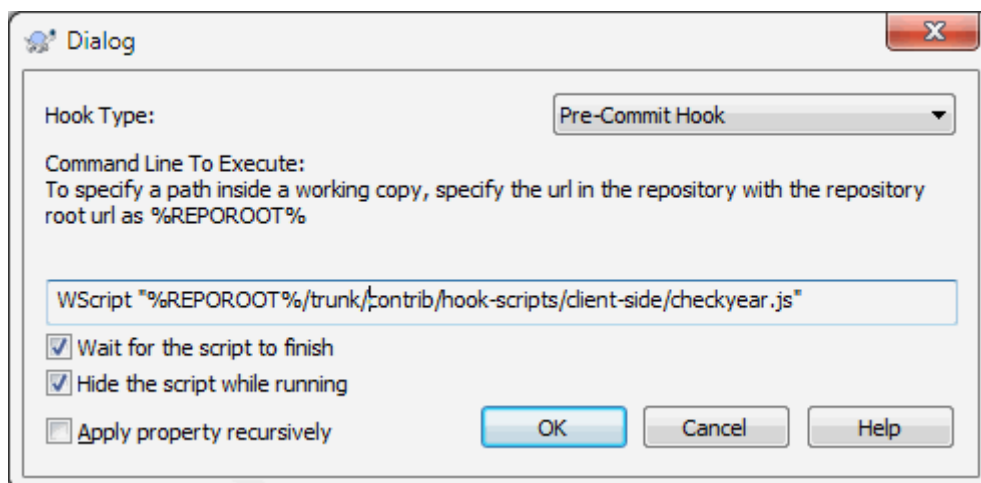 Dialog
Hook Type:
Pre-Commit Hook
Command Line To Execute:
To specify a path inside a working copy, specify the url in the repository with the repository
root url as %REPOROOT%
WScript "%REPOROOT%/trunk/contrib/hook-scripts/client-side/checkyear.js"
Wait for the script to finish
Hide the script while running
Apply property recursively
OK
Cancel
Help